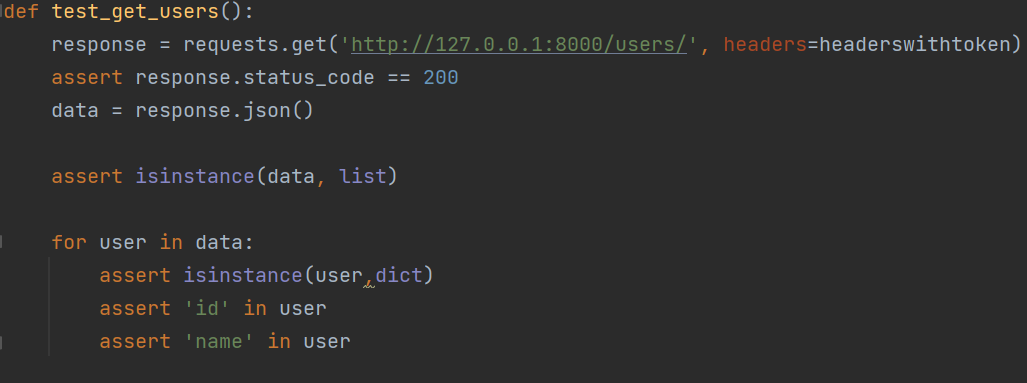 def test_get_users():
    response = requests.get('http://127.0.0.1:8000/users/', headers=headerswithtoken)
    assert response.status_code == 200
    data = response.json()

    assert isinstance(data, list)

    for user in data:
        assert isinstance(user,dict)
        assert 'id' in user
        assert 'name' in user